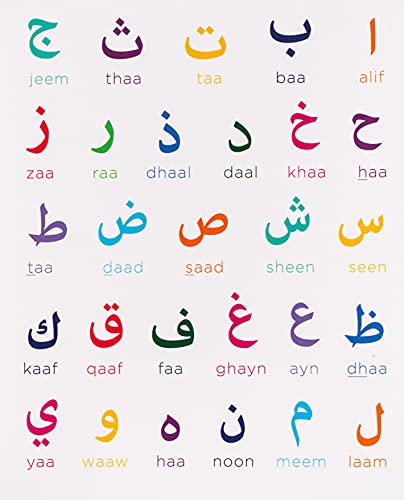 ا ب ت ث ج
alif baa taa thaa jeem
ح خ د ذ ر ز
haa khaa daal dhaal raa zaa
س ش ص ض ط
seen sheen saad daad taa
ظ ع غ ف ق ك
dhaa ayn ghayn faa qaaf kaaf
ل م ن ه و ي
laam meem noon haa waaw yaa